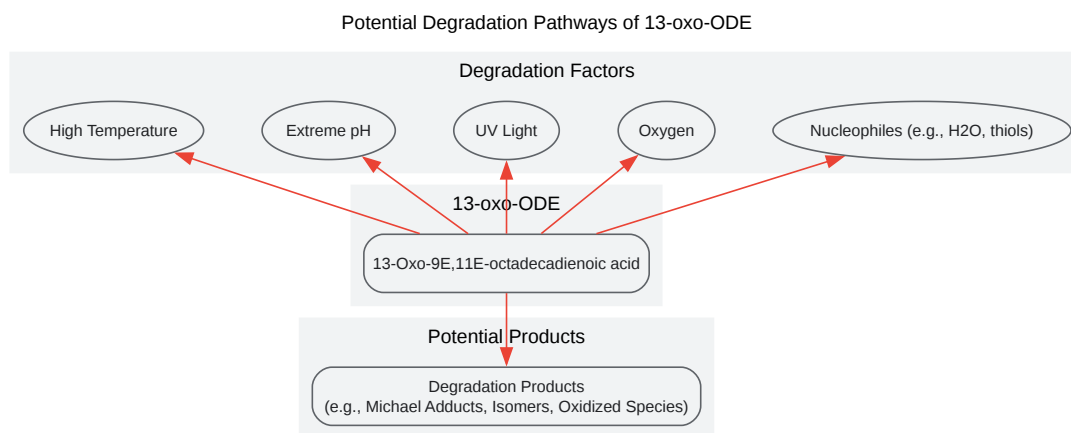 Potential Degradation Pathways of 13-oxo-ODE
Degradation Factors
High Temperature
Extreme pH
UV Light
Oxygen
Nucleophiles (e.g., H2O, thiols)
13-oxo-ODE
13-Oxo-9E,11E-octadecadienoic acid
Potential Products
Degradation Products
(e.g., Michael Adducts, Isomers, Oxidized Species)